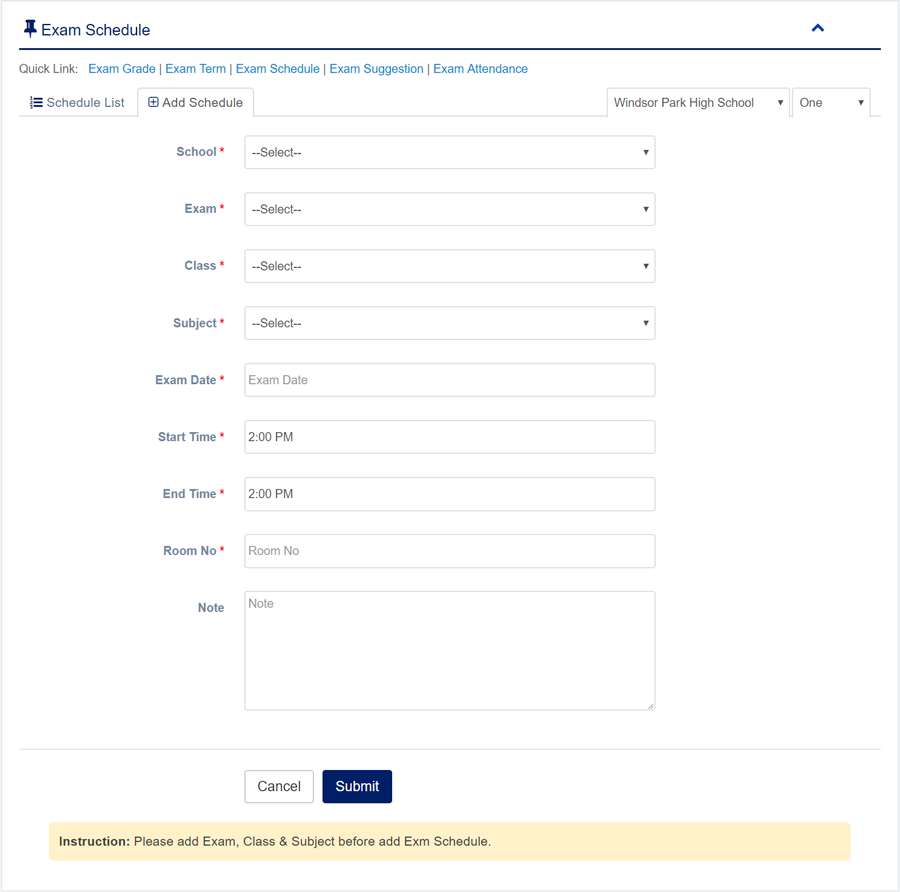 Exam Schedule
Quick Link: Exam Grade | Exam Term | Exam Schedule | Exam Suggestion | Exam Attendance
Schedule List Add Schedule Windsor Park High School One
School * --Select--
Exam * --Select--
Class * --Select--
Subject * --Select--
Exam Date * Exam Date
Start Time * 2:00 PM
End Time * 2:00 PM
Room No * Room No
Note Note
Cancel Submit
Instruction: Please add Exam, Class & Subject before add Exm Schedule.